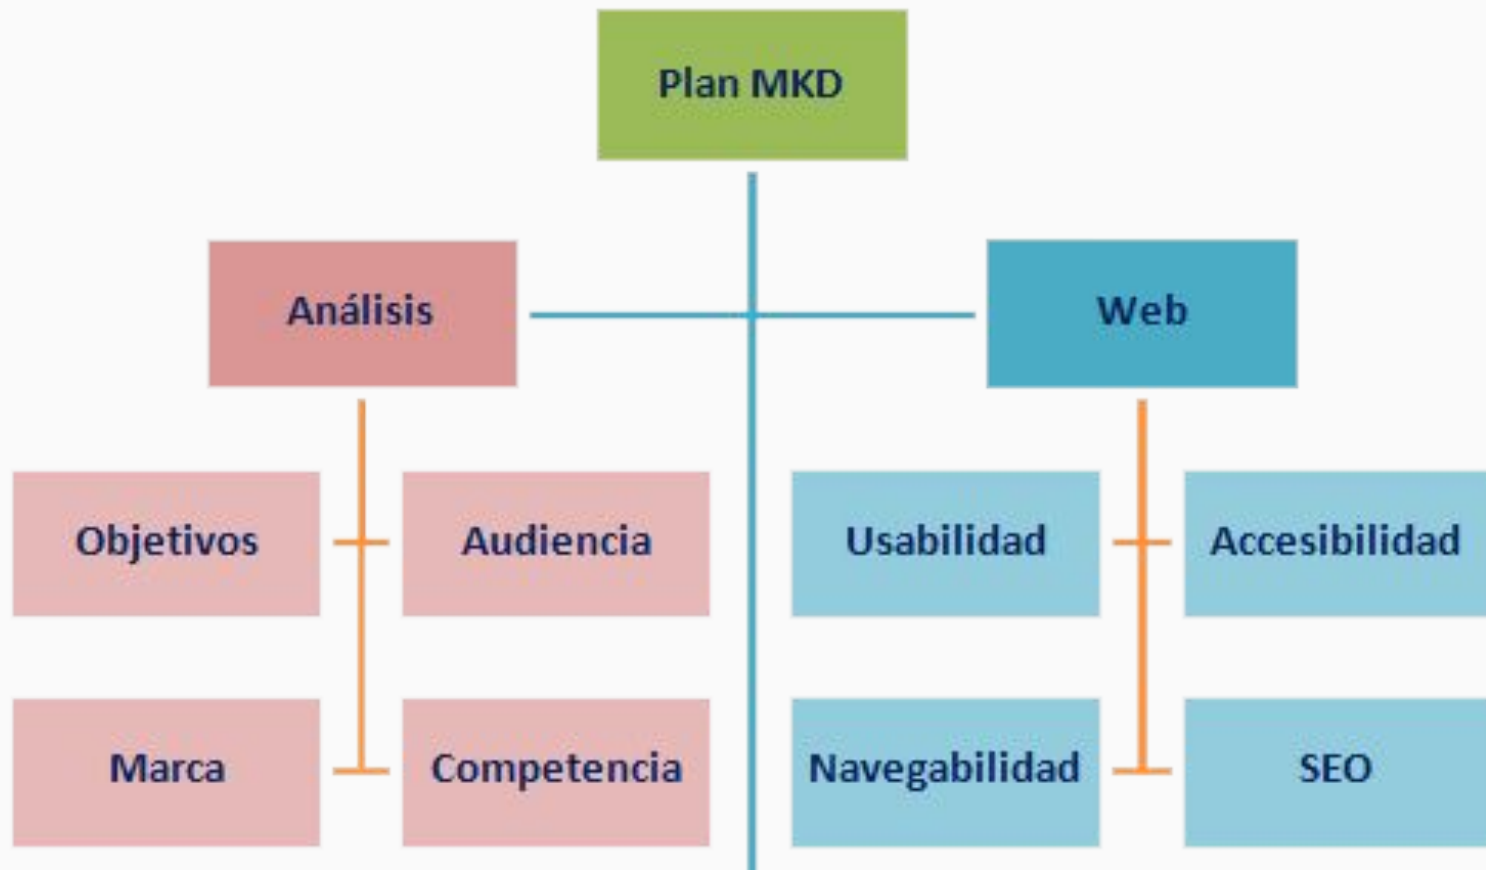 Plan MKD
Análisis
Web
Objetivos
Audiencia
Usabilidad
Accesibilidad
Marca
Competencia
Navegabilidad
SEO